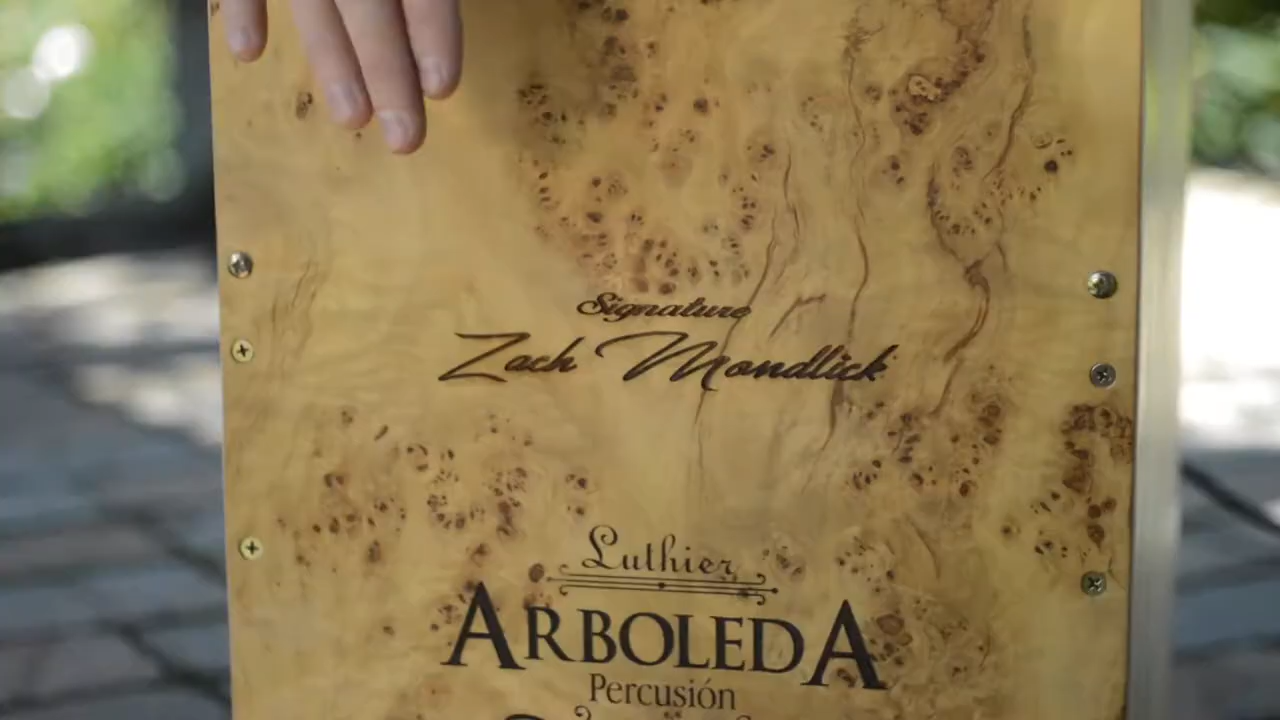 Signature
Zach Mondlick
Luthier
ARBOLEDA
Percusión